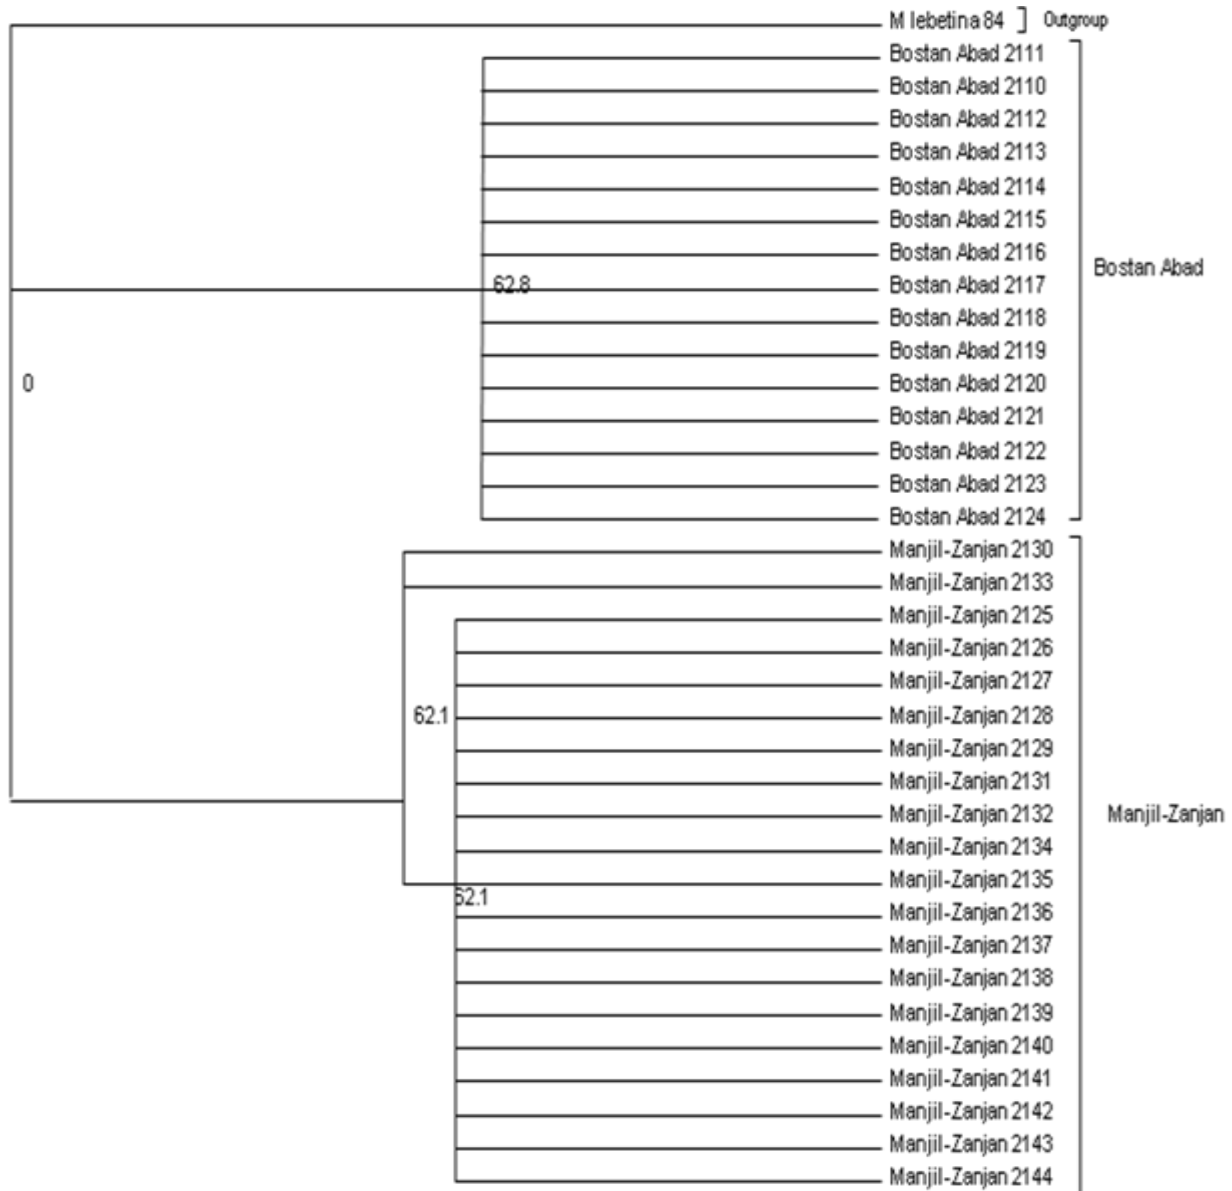 M lebetina 84 ] Outgroup
Bostan Abad 2111
Bostan Abad 2110
Bostan Abad 2112
Bostan Abad 2113
Bostan Abad 2114
Bostan Abad 2115
Bostan Abad 2116
Bostan Abad
62.8
Bostan Abad 2117
Bostan Abad 2118
Bostan Abad 2119
0
Bostan Abad 2120
Bostan Abad 2121
Bostan Abad 2122
Bostan Abad 2123
Bostan Abad 2124
Manjil-Zanjan 2130
Manjil-Zanjan 2133
Manjil-Zanjan 2125
Manjil-Zanjan 2126
Manjil-Zanjan 2127
62.1
Manjil-Zanjan 2128
Manjil-Zanjan 2129
Manjil-Zanjan 2131
Manjil-Zanjan 2132
Manjil-Zanjan
Manjil-Zanjan 2134
Manjil-Zanjan 2135
62.1
Manjil-Zanjan 2136
Manjil-Zanjan 2137
Manjil-Zanjan 2138
Manjil-Zanjan 2139
Manjil-Zanjan 2140
Manjil-Zanjan 2141
Manjil-Zanjan 2142
Manjil-Zanjan 2143
Manjil-Zanjan 2144